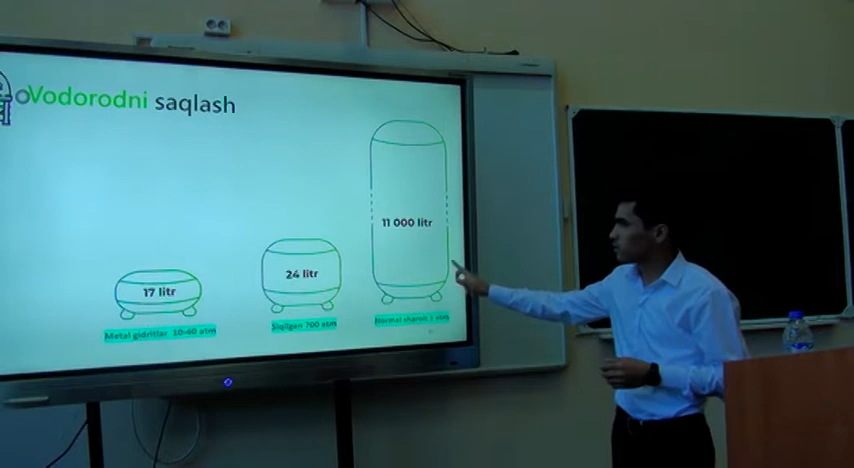 Vodorodni saqlash
11 000 litr
24 litr
17 litr
Metal gidritlar 10-40 atm
Siqilgan 700 atm
Normal sharoit 1 atm